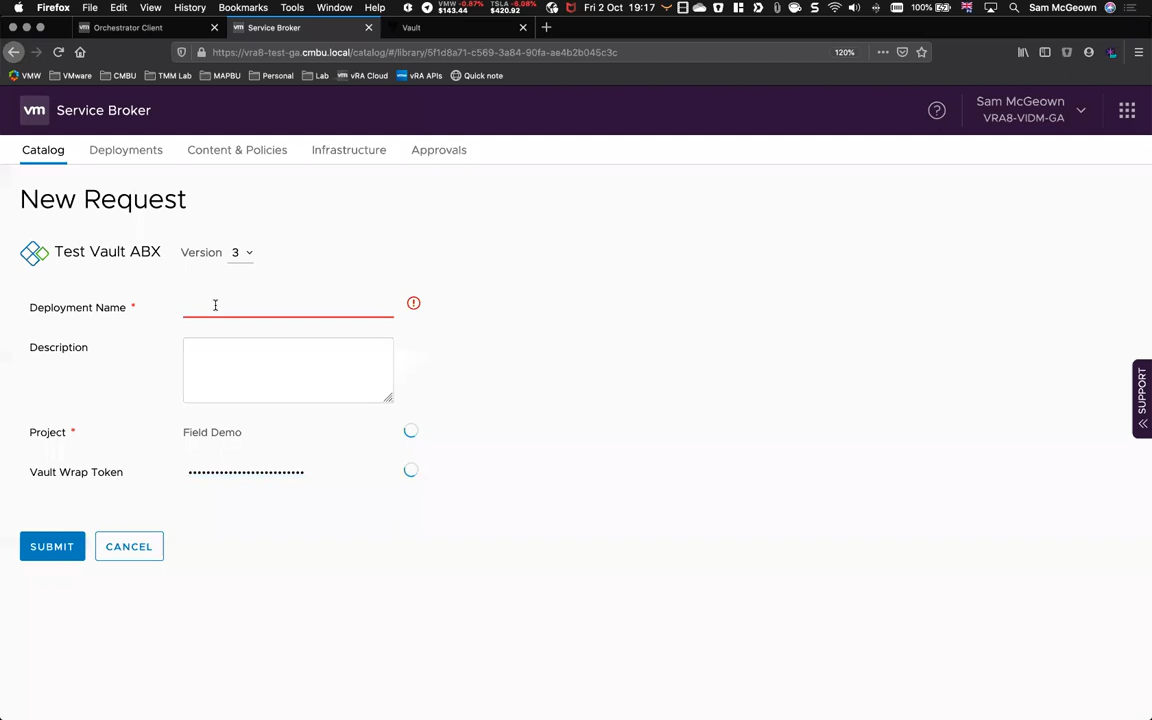 Firefox File Edit View History Bookmarks Tools Window Help VMW -0.87% $143.44 TSLA -6.08% $420.92 Fri 2 Oct 19:17 100% Sam McGeown
Orchestrator Client Service Broker Vault
https://vra8-test-ga.cmbu.local/catalog/#/library/5f1d8a71-c569-3a84-90fa-ae4b2b045c3c 120%
VMW VMware CMBU TMM Lab MAPBU Personal Lab vRA Cloud vRA APIs Quick note
vm Service Broker Sam McGeown
VRA8-VIDM-GA
Catalog Deployments Content & Policies Infrastructure Approvals
New Request
Test Vault ABX Version 3
Deployment Name *
Description
SUPPORT
Project * Field Demo
Vault Wrap Token ••••••••••••••••••••••••••
SUBMIT CANCEL